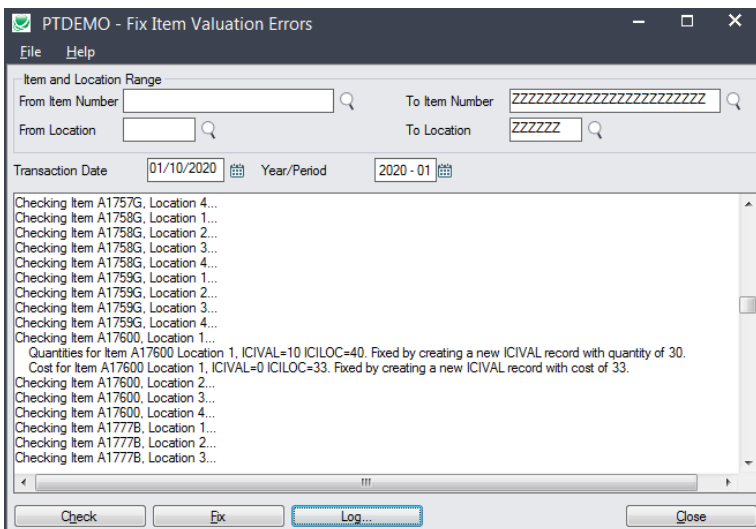 PTDEMO - Fix Item Valuation Errors
File Help
Item and Location Range
From Item Number To Item Number ZZZZZZZZZZZZZZZZZZZZZZZZ
From Location To Location ZZZZZZ
Transaction Date 01/10/2020 Year/Period 2020 - 01
Checking Item A1757G, Location 4...
Checking Item A1758G, Location 1...
Checking Item A1758G, Location 2...
Checking Item A1758G, Location 3...
Checking Item A1758G, Location 4...
Checking Item A1759G, Location 1...
Checking Item A1759G, Location 2...
Checking Item A1759G, Location 3...
Checking Item A1759G, Location 4...
Checking Item A17600, Location 1...
Quantities for Item A17600 Location 1, ICIVAL=10 ICILOC=40. Fixed by creating a new ICIVAL record with quantity of 30.
Cost for Item A17600 Location 1, ICIVAL=0 ICILOC=33. Fixed by creating a new ICIVAL record with cost of 33.
Checking Item A17600, Location 2...
Checking Item A17600, Location 3...
Checking Item A17600, Location 4...
Checking Item A1777B, Location 1...
Checking Item A1777B, Location 2...
Checking Item A1777B, Location 3...
Check Fix Log... Close